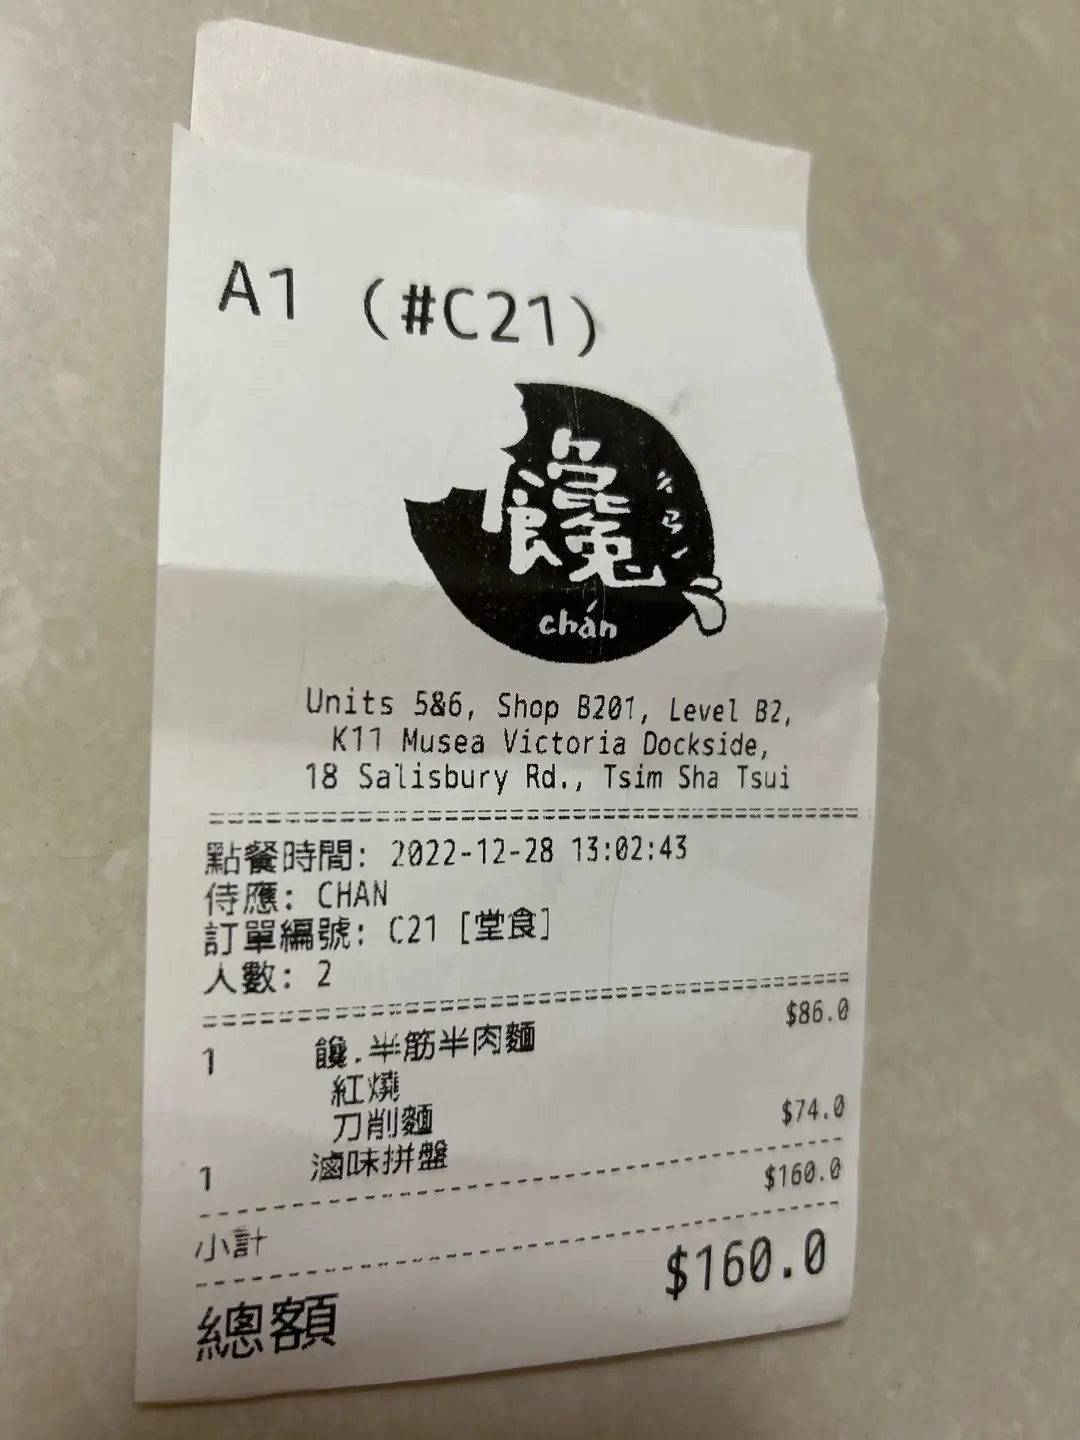 A1 (#C21)
饞
chán
Units 5&6, Shop B201, Level B2,
K11 Musea Victoria Dockside,
18 Salisbury Rd., Tsim Sha Tsui
點餐時間: 2022-12-28 13:02:43
侍應: CHAN
訂單編號: C21 [堂食]
人數: 2
1 饞.半筋半肉麵 $86.0
紅燒
刀削麵
1 滷味拼盤 $74.0
小計 $160.0
總額 $160.0